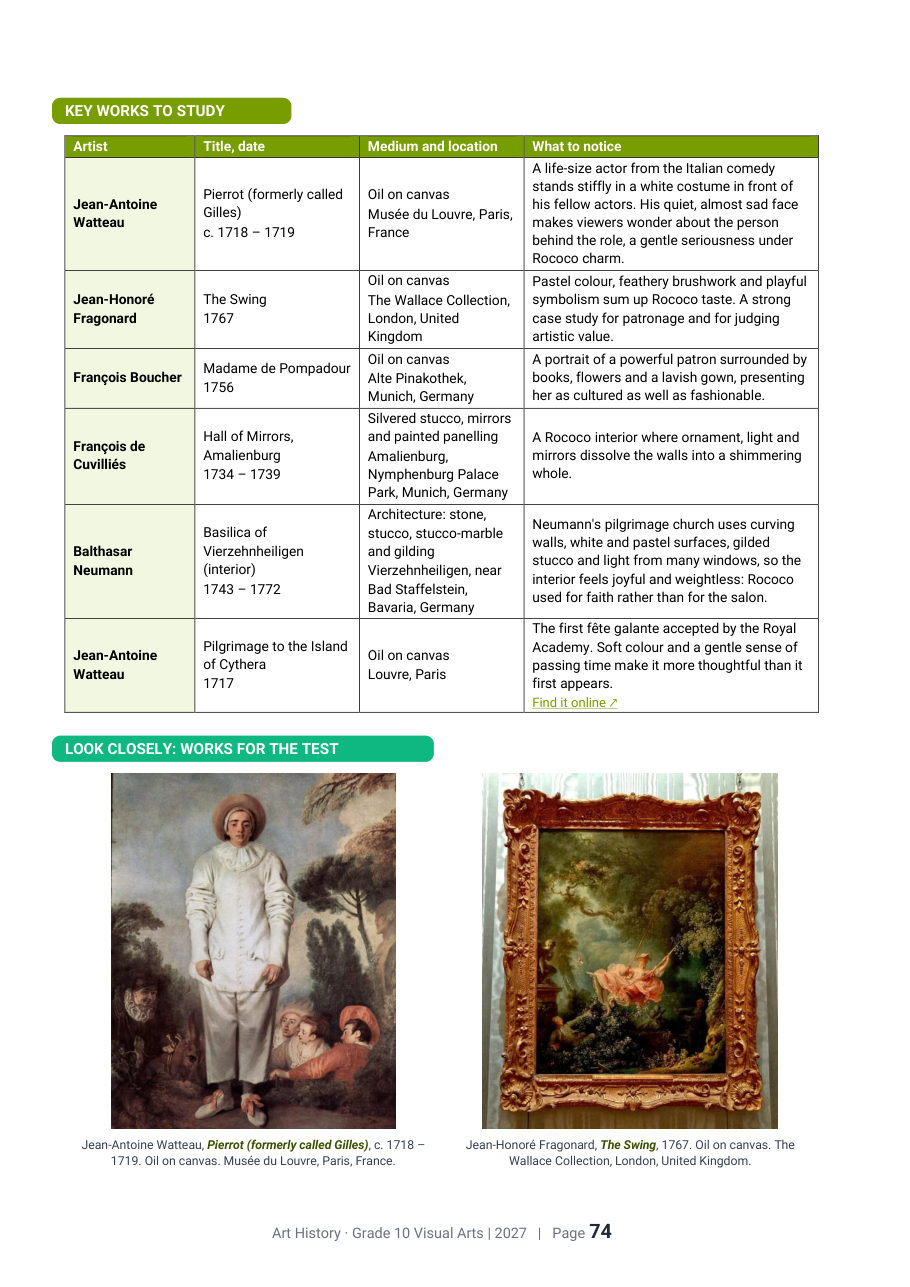 KEY WORKS TO STUDY
Artist
Title, date
Medium and location
What to notice
Jean-Antoine
Watteau
Pierrot (formerly called
Gilles)
c. 1718 – 1719
Oil on canvas
Musée du Louvre, Paris,
France
A life-size actor from the Italian comedy
stands stiffly in a white costume in front of
his fellow actors. His quiet, almost sad face
makes viewers wonder about the person
behind the role, a gentle seriousness under
Rococo charm.
Jean-Honoré
Fragonard
The Swing
1767
Oil on canvas
The Wallace Collection,
London, United
Kingdom
Pastel colour, feathery brushwork and playful
symbolism sum up Rococo taste. A strong
case study for patronage and for judging
artistic value.
François Boucher
Madame de Pompadour
1756
Oil on canvas
Alte Pinakothek,
Munich, Germany
A portrait of a powerful patron surrounded by
books, flowers and a lavish gown, presenting
her as cultured as well as fashionable.
François de
Cuvilliés
Hall of Mirrors,
Amalienburg
1734 – 1739
Silvered stucco, mirrors
and painted panelling
Amalienburg,
Nymphenburg Palace
Park, Munich, Germany
A Rococo interior where ornament, light and
mirrors dissolve the walls into a shimmering
whole.
Balthasar
Neumann
Basilica of
Vierzehnheiligen
(interior)
1743 – 1772
Architecture: stone,
stucco, stucco-marble
and gilding
Vierzehnheiligen, near
Bad Staffelstein,
Bavaria, Germany
Neumann's pilgrimage church uses curving
walls, white and pastel surfaces, gilded
stucco and light from many windows, so the
interior feels joyful and weightless: Rococo
used for faith rather than for the salon.
Jean-Antoine
Watteau
Pilgrimage to the Island
of Cythera
1717
Oil on canvas
Louvre, Paris
The first fête galante accepted by the Royal
Academy. Soft colour and a gentle sense of
passing time make it more thoughtful than it
first appears.
Find it online ↗
LOOK CLOSELY: WORKS FOR THE TEST
Jean-Antoine Watteau, Pierrot (formerly called Gilles), c. 1718 –
1719. Oil on canvas. Musée du Louvre, Paris, France.
Jean-Honoré Fragonard, The Swing, 1767. Oil on canvas. The
Wallace Collection, London, United Kingdom.
Art History · Grade 10 Visual Arts | 2027 | Page 74